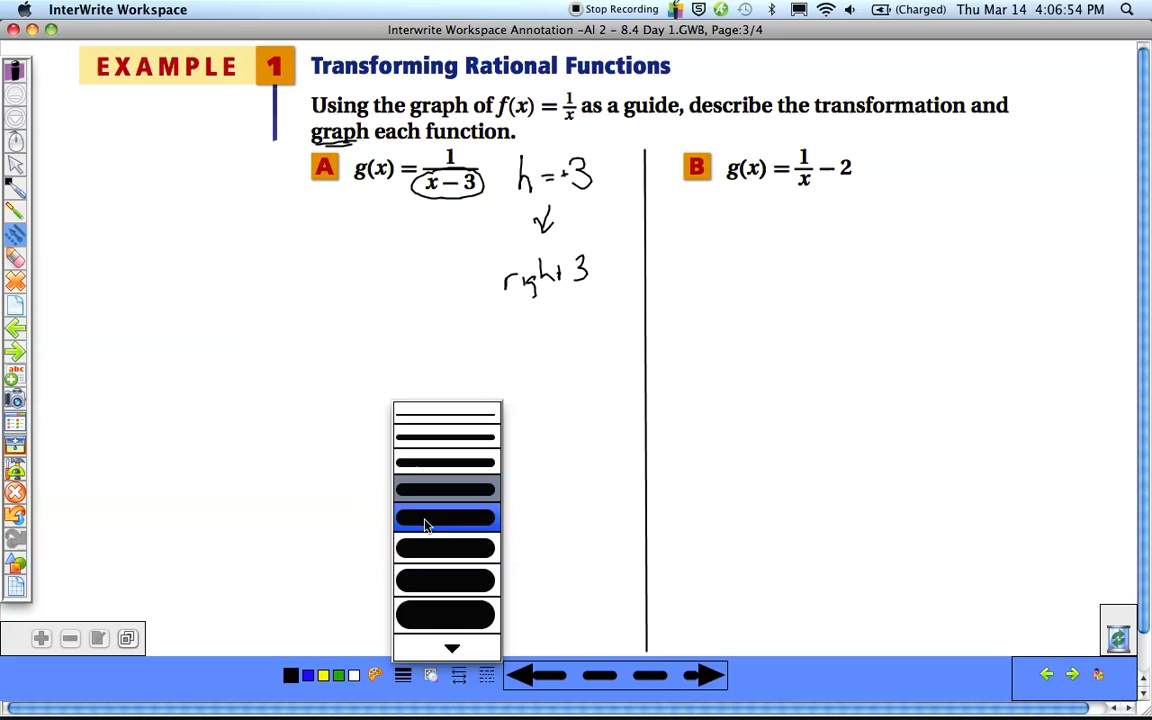 InterWrite Workspace
Stop Recording
(Charged)
Thu Mar 14 4:06:54 PM
Interwrite Workspace Annotation -Al 2 - 8.4 Day 1.GWB, Page:3/4
EXAMPLE 1 Transforming Rational Functions
Using the graph of f(x) = 1/x as a guide, describe the transformation and
graph each function.
A g(x) = 1/(x − 3) h = +3
right 3
B g(x) = 1/x − 2
abc